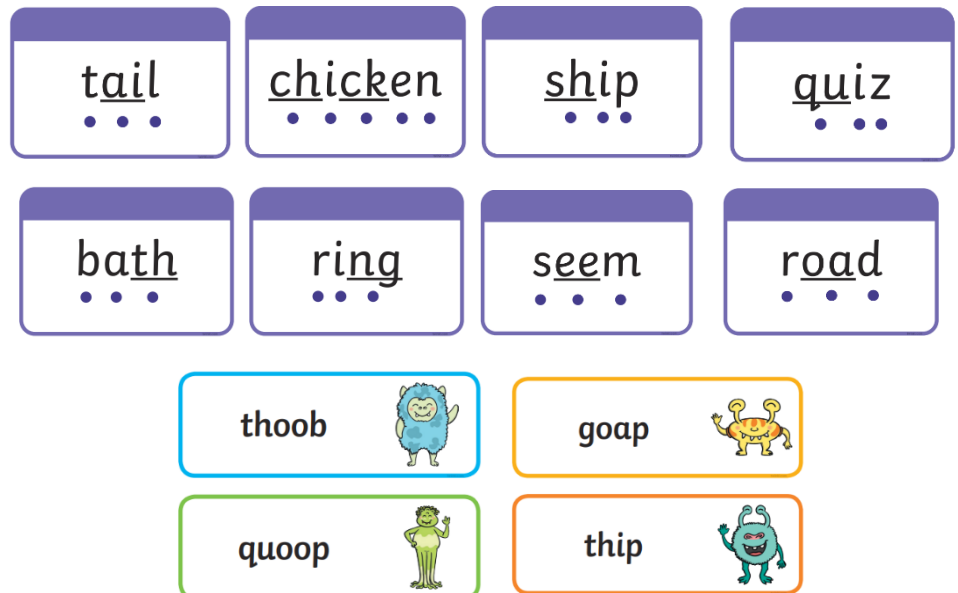 tail
chicken
ship
quiz
bath
ring
seem
road
thoob
goap
quoop
thip